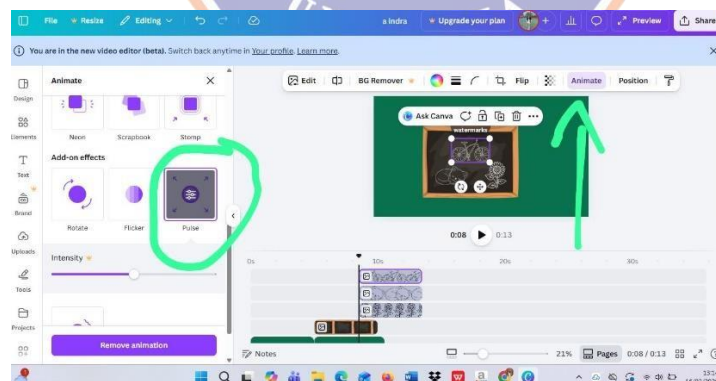 File Resize Editing a Indra Upgrade your plan Preview Share
You are in the new video editor (beta). Switch back anytime in Your profile. Learn more.
Animate Edit BG Remover Flip Animate Position
Design
Ask Canva
watermarks
Elements Neon Scrapbook Stomp
Text Add-on effects
Brand
Rotate Flicker Pulse
Uploads
0:08 0:13
Intensity
0s 10s 20s 30s
Tools
Projects
Remove animation
Notes 21% Pages 0:08 / 0:13